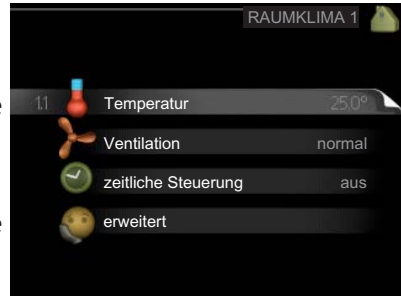 RAUMKLIMA 1
1.1 Temperatur 25.0°
Ventilation normal
zeitliche Steuerung aus
erweitert